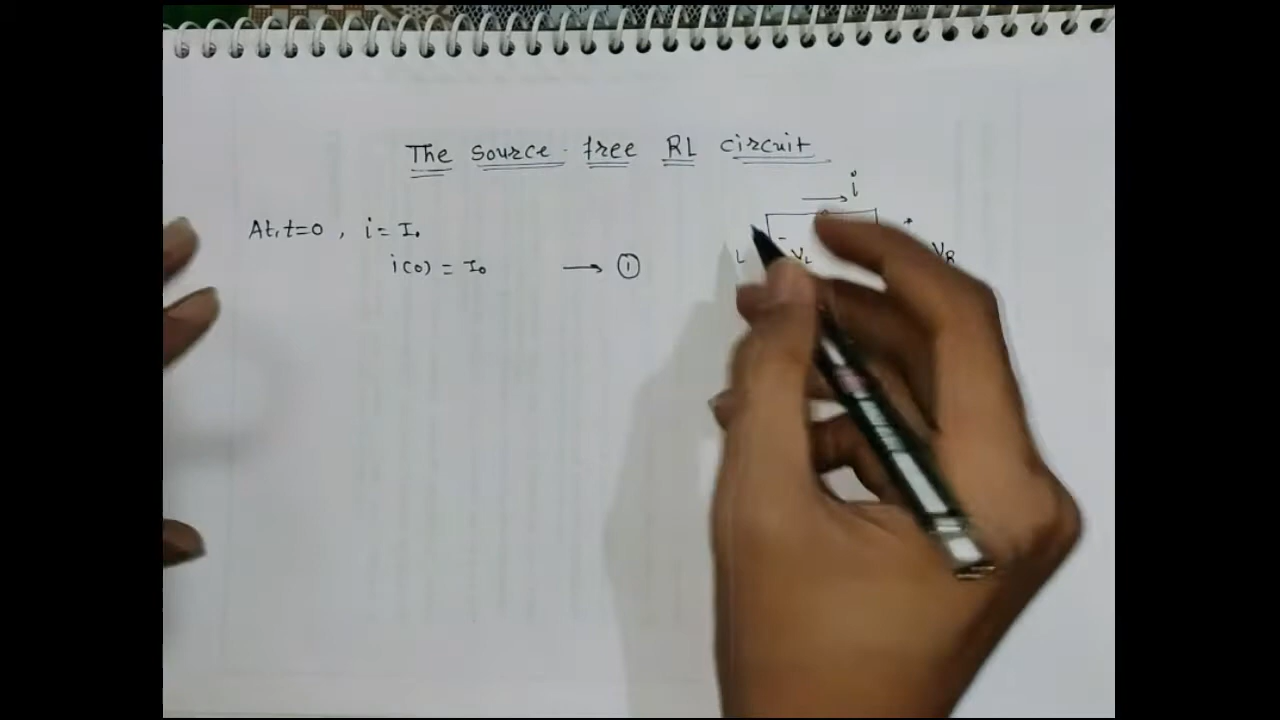 The Source-free RL circuit
i
At, t=0, i = I₀
L
V_L
V_R
+
-
i(0) = I₀ → ①